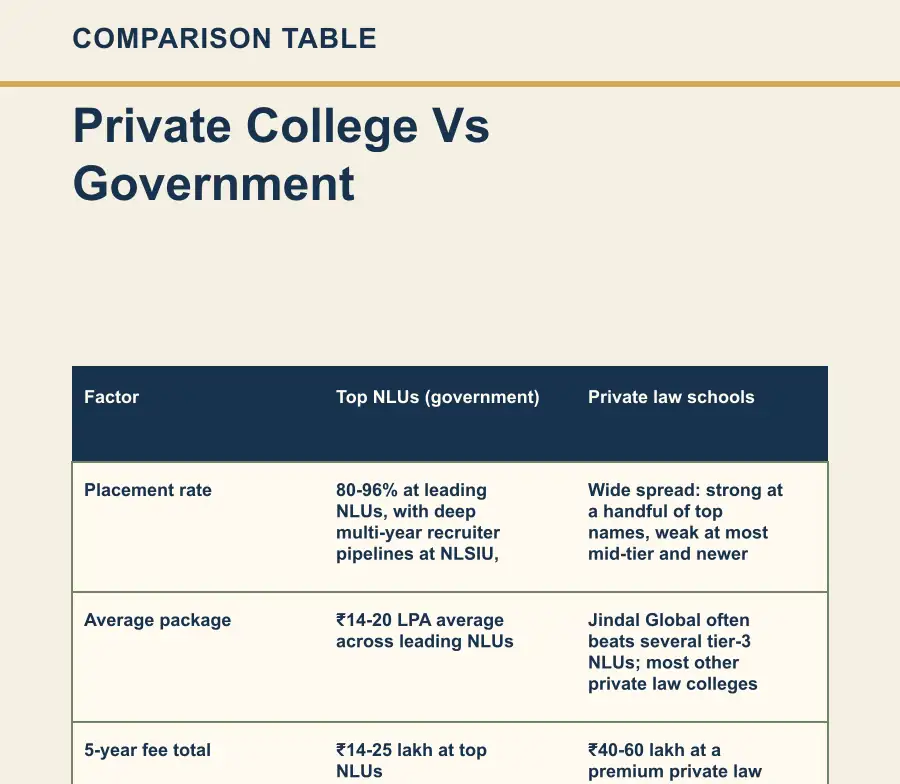 COMPARISON TABLE
Private College Vs
Government
Factor
Top NLUs (government)
Private law schools
Placement rate
80-96% at leading
NLUs, with deep
multi-year recruiter
pipelines at NLSIU,
Wide spread: strong at
a handful of top
names, weak at most
mid-tier and newer
Average package
₹14-20 LPA average
across leading NLUs
Jindal Global often
beats several tier-3
NLUs; most other
private law colleges
5-year fee total
₹14-25 lakh at top
NLUs
₹40-60 lakh at a
premium private law